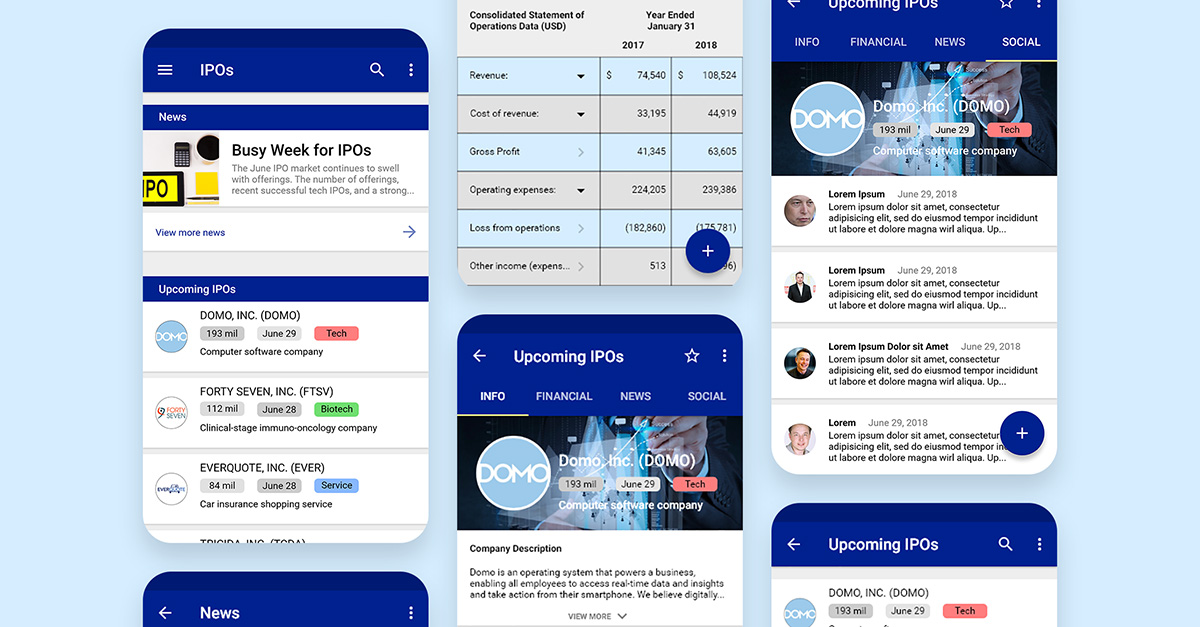 IPOs
News
IPO
Busy Week for IPOs
The June IPO market continues to swell
with offerings. The number of offerings,
recent successful tech IPOs, and a strong...
View more news
Upcoming IPOs
DOMO
DOMO, INC. (DOMO)
193 mil June 29 Tech
Computer software company
FORTY SEVEN
FORTY SEVEN, INC. (FTSV)
112 mil June 28 Biotech
Clinical-stage immuno-oncology company
EVERQUOTE
EVERQUOTE, INC. (EVER)
84 mil June 28 Service
Car insurance shopping service
News
Consolidated Statement of
Operations Data (USD)
Year Ended
January 31
2017 2018
Revenue: $ 74,540 $ 108,524
Cost of revenue: 33,195 44,919
Gross Profit 41,345 63,605
Operating expenses: 224,205 239,386
Loss from operations (182,860) (175,781)
Other income (expens... 513
+
Upcoming IPOs
INFO FINANCIAL NEWS SOCIAL
DOMO
Domo, Inc. (DOMO)
193 mil June 29 Tech
Computer software company
Company Description
Domo is an operating system that powers a business,
enabling all employees to access real-time data and insights
and take action from their smartphone. We believe digitally...
VIEW MORE
Upcoming IPOs
INFO FINANCIAL NEWS SOCIAL
DOMO
Domo, Inc. (DOMO)
193 mil June 29 Tech
Computer software company
Lorem Ipsum June 29, 2018
Lorem ipsum dolor sit amet, consectetur
adipisicing elit, sed do eiusmod tempor incididunt
ut labore et dolore magna wirl aliqua. Up...
Lorem Ipsum June 29, 2018
Lorem ipsum dolor sit amet, consectetur
adipisicing elit, sed do eiusmod tempor incididunt
ut labore et dolore magna wirl aliqua. Up...
Lorem Ipsum Dolor sit Amet June 29, 2018
Lorem ipsum dolor sit amet, consectetur
adipisicing elit, sed do eiusmod tempor incididunt
ut labore et dolore magna wirl aliqua. Up...
Lorem June 29, 2018
Lorem ipsum dolor sit amet, consectetur
adipisicing elit, sed do eiusmod tempor in
ut labore et dolore magna wirl aliqua. Up...
+
Upcoming IPOs
DOMO
DOMO, INC. (DOMO)
193 mil June 29 Tech